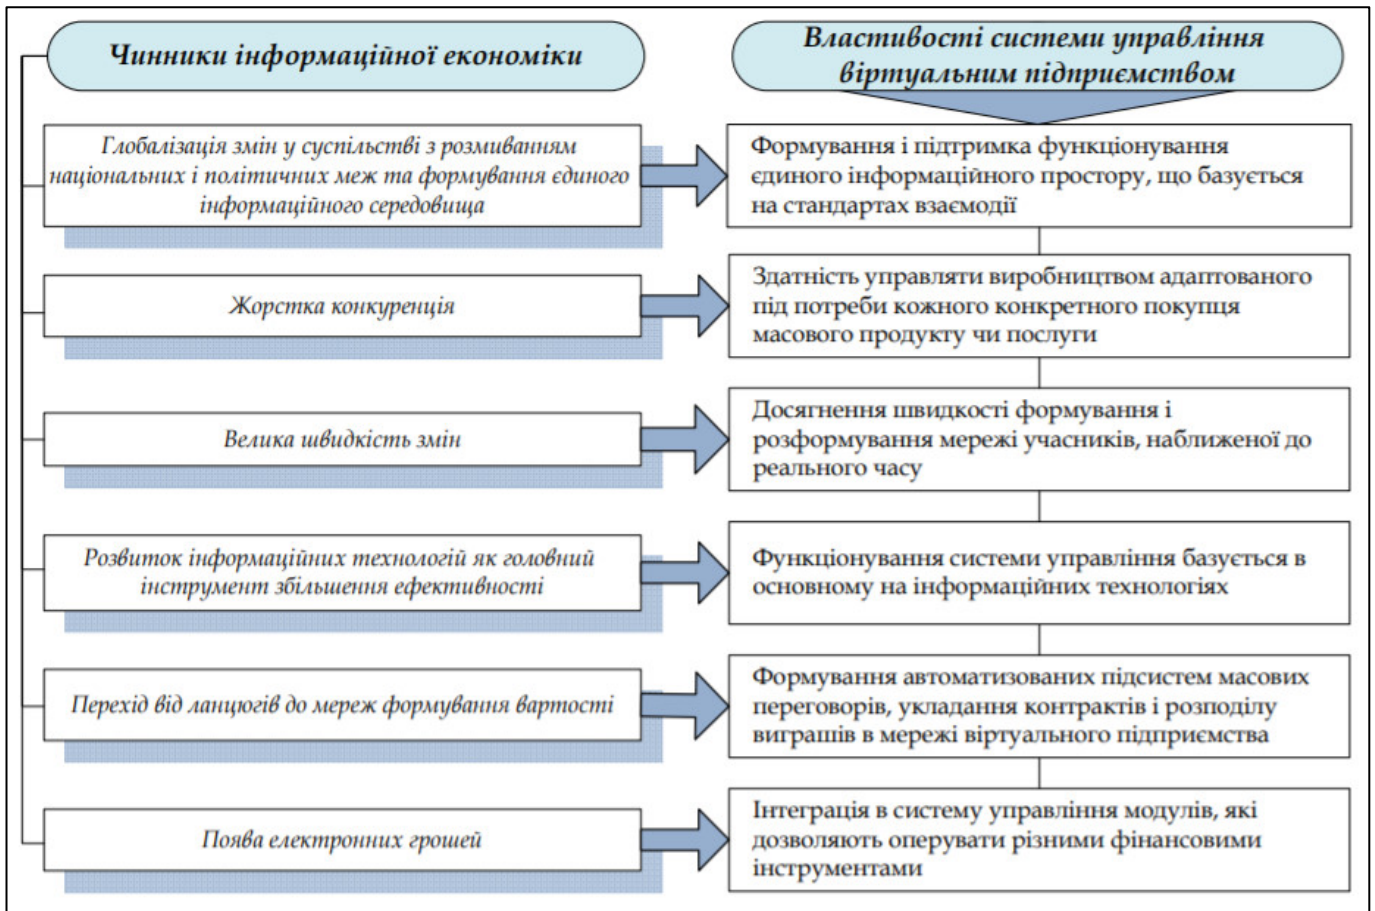 Чинники інформаційної економіки
Властивості системи управління
віртуальним підприємством
Глобалізація змін у суспільстві з розмиванням
національних і політичних меж та формування єдиного
інформаційного середовища
Формування і підтримка функціонування
єдиного інформаційного простору, що базується
на стандартах взаємодії
Жорстка конкуренція
Здатність управляти виробництвом адаптованого
під потреби кожного конкретного покупця
масового продукту чи послуги
Велика швидкість змін
Досягнення швидкості формування і
розформування мережі учасників, наближеної до
реального часу
Розвиток інформаційних технологій як головний
інструмент збільшення ефективності
Функціонування системи управління базується в
основному на інформаційних технологіях
Перехід від ланцюгів до мереж формування вартості
Формування автоматизованих підсистем масових
переговорів, укладання контрактів і розподілу
виграшів в мережі віртуального підприємства
Поява електронних грошей
Інтеграція в систему управління модулів, які
дозволяють оперувати різними фінансовими
інструментами